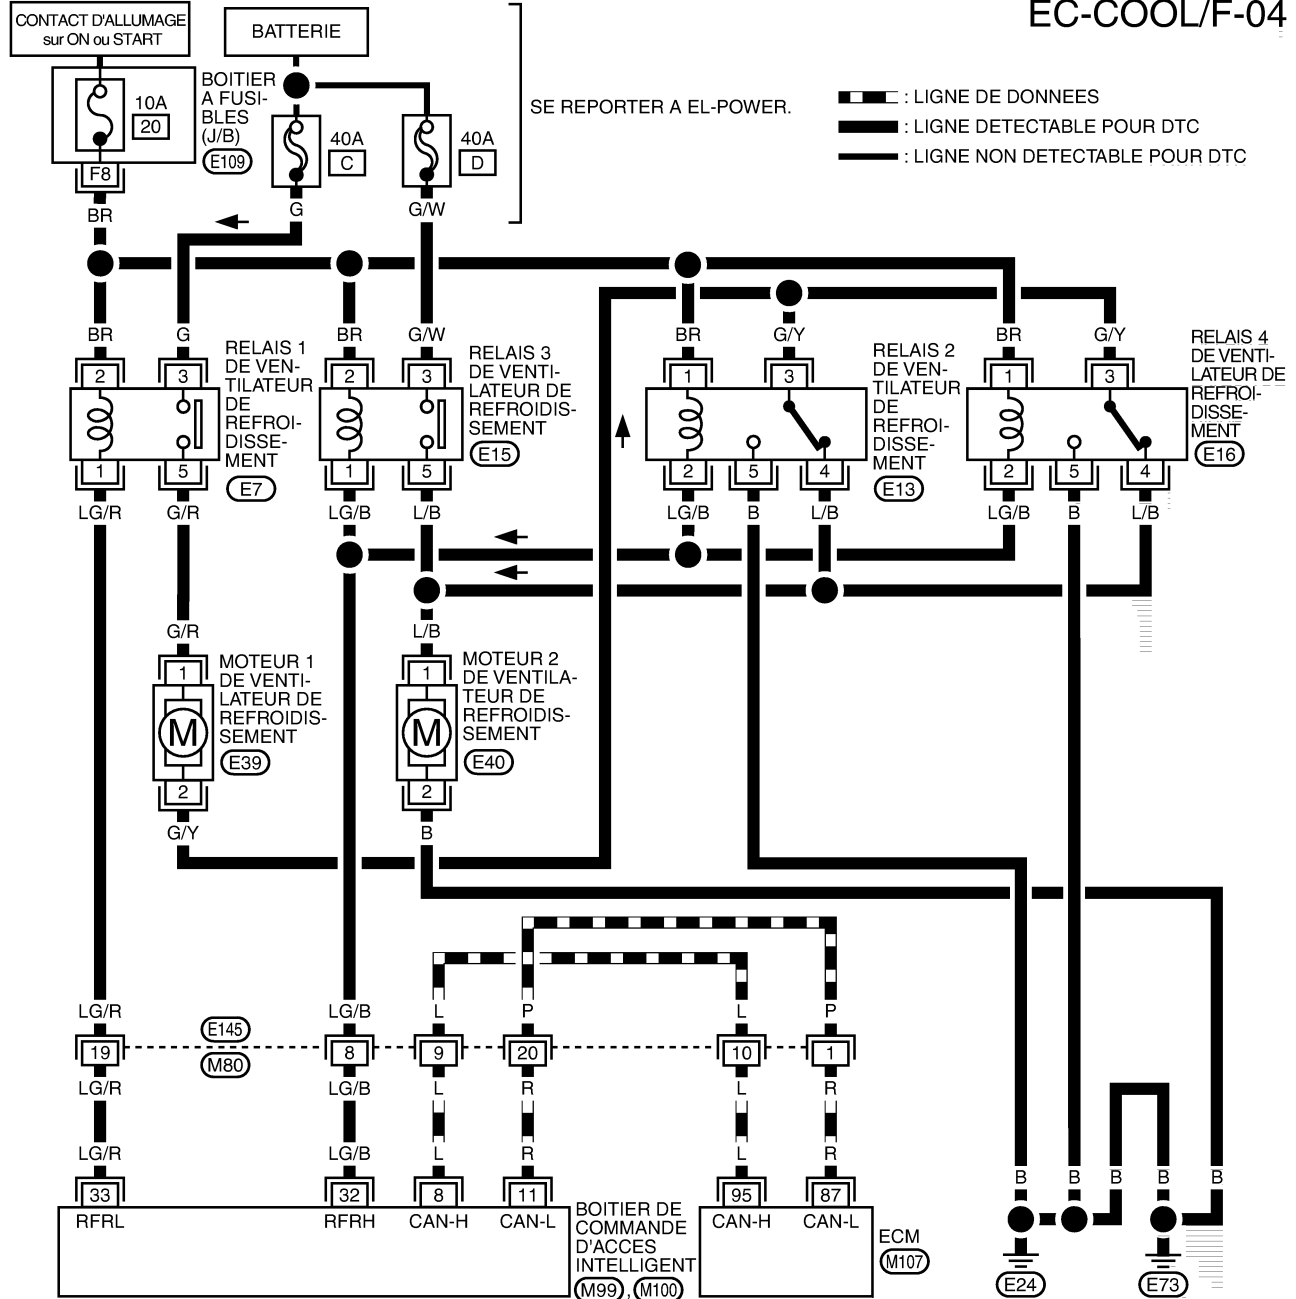 EC-COOL/F-04
CONTACT D'ALLUMAGE
sur ON ou START
BATTERIE
BOITIER
A FUSI-
BLES
(J/B)
E109
10A
20
F8
40A
C
40A
D
SE REPORTER A EL-POWER.
: LIGNE DE DONNEES
: LIGNE DETECTABLE POUR DTC
: LIGNE NON DETECTABLE POUR DTC
BR
G
G/W
BR
G
BR
G/W
BR
G/Y
BR
G/Y
2
3
2
3
1
3
1
3
RELAIS 1
DE VEN-
TILATEUR
DE
REFROI-
DISSE-
MENT
E7
RELAIS 3
DE VENTI-
LATEUR DE
REFROIDIS-
SEMENT
E15
RELAIS 2
DE VEN-
TILATEUR
DE
REFROI-
DISSE-
MENT
E13
RELAIS 4
DE VENTI-
LATEUR DE
REFROI-
DISSE-
MENT
E16
1
5
1
5
2
5
4
2
5
4
LG/R
G/R
LG/B
L/B
LG/B
B
L/B
LG/B
B
L/B
G/R
L/B
1
1
MOTEUR 1
DE VENTI-
LATEUR DE
REFROIDIS-
SEMENT
E39
M
MOTEUR 2
DE VENTILA-
TEUR DE
REFROIDIS-
SEMENT
E40
M
2
2
G/Y
B
LG/R
LG/B
L
P
L
P
E145
M80
19
8
9
20
10
1
LG/R
LG/B
L
R
L
R
LG/R
LG/B
L
R
L
R
B
B
B
B
33
32
8
11
95
87
RFRL
RFRH
CAN-H
CAN-L
CAN-H
CAN-L
BOITIER DE
COMMANDE
D'ACCES
INTELLIGENT
M99 , M100
ECM
M107
E24
E73